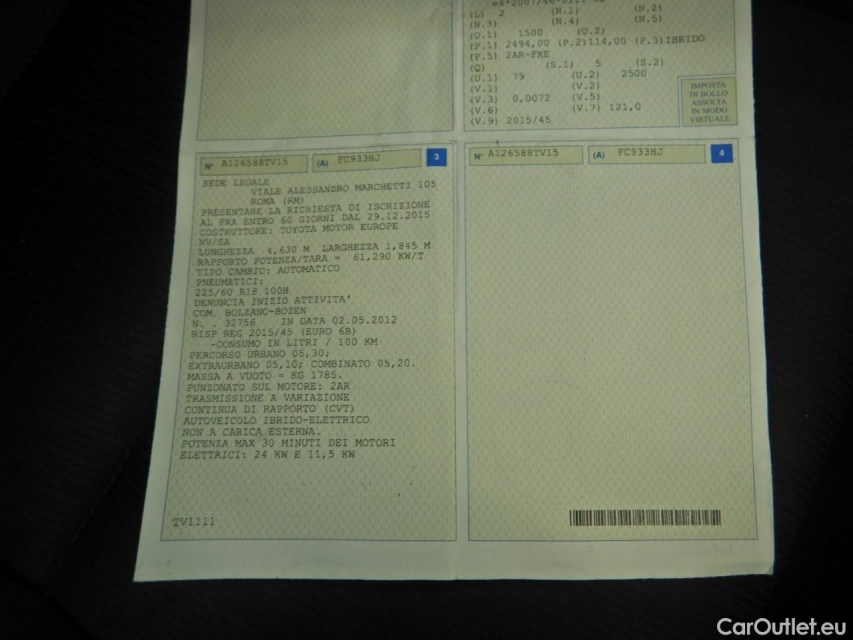 (L) 2 (N.1) (N.2)
(N.3) (N.4) (N.5)
(O.1) 1500 (O.2)
(P.1) 2494,00 (P.2)114,00 (P.3)IBRIDO
(P.5) 2AR-FXE
(Q) (S.1) 5 (S.2)
(U.1) 79 (U.2) 2500
(V.1) (V.2)
(V.3) 0,0072 (V.5)
(V.6) (V.7) 121,0
(V.9) 2015/45
IMPOSTA
DI BOLLO
ASSOLTA
IN MODO
VIRTUALE
N° A126588TV15 (A) FC933HJ 3
SEDE LEGALE
VIALE ALESSANDRO MARCHETTI 105
ROMA (RM)
PRESENTARE LA RICHIESTA DI ISCRIZIONE
AL PRA ENTRO 60 GIORNI DAL 29.12.2015
COSTRUTTORE: TOYOTA MOTOR EUROPE
NV/SA
LUNGHEZZA 4,630 M LARGHEZZA 1,845 M
RAPPORTO POTENZA/TARA = 61,290 KW/T
TIPO CAMBIO: AUTOMATICO
PNEUMATICI:
225/60 R18 100H
DENUNCIA INIZIO ATTIVITA'
COM. BOLZANO-BOZEN
N. . 32756 IN DATA 02.05.2012
RISP REG 2015/45 (EURO 6B)
-CONSUMO IN LITRI / 100 KM
PERCORSO URBANO 05,30;
EXTRAURBANO 05,10; COMBINATO 05,20.
MASSA A VUOTO = KG 1785.
PUNZONATO SUL MOTORE: 2AR
TRASMISSIONE A VARIAZIONE
CONTINUA DI RAPPORTO (CVT)
AUTOVEICOLO IBRIDO-ELETTRICO
NON A CARICA ESTERNA.
POTENZA MAX 30 MINUTI DEI MOTORI
ELETTRICI: 24 KW E 11,5 KW
TV1111
N° A126588TV15 (A) FC933HJ 4
CarOutlet.eu